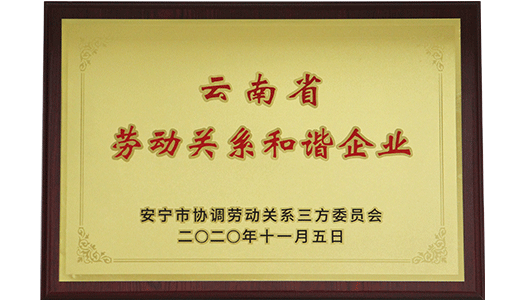 云南省
劳动关系和谐企业
安宁市协调劳动关系三方委员会
二〇二〇年十一月五日